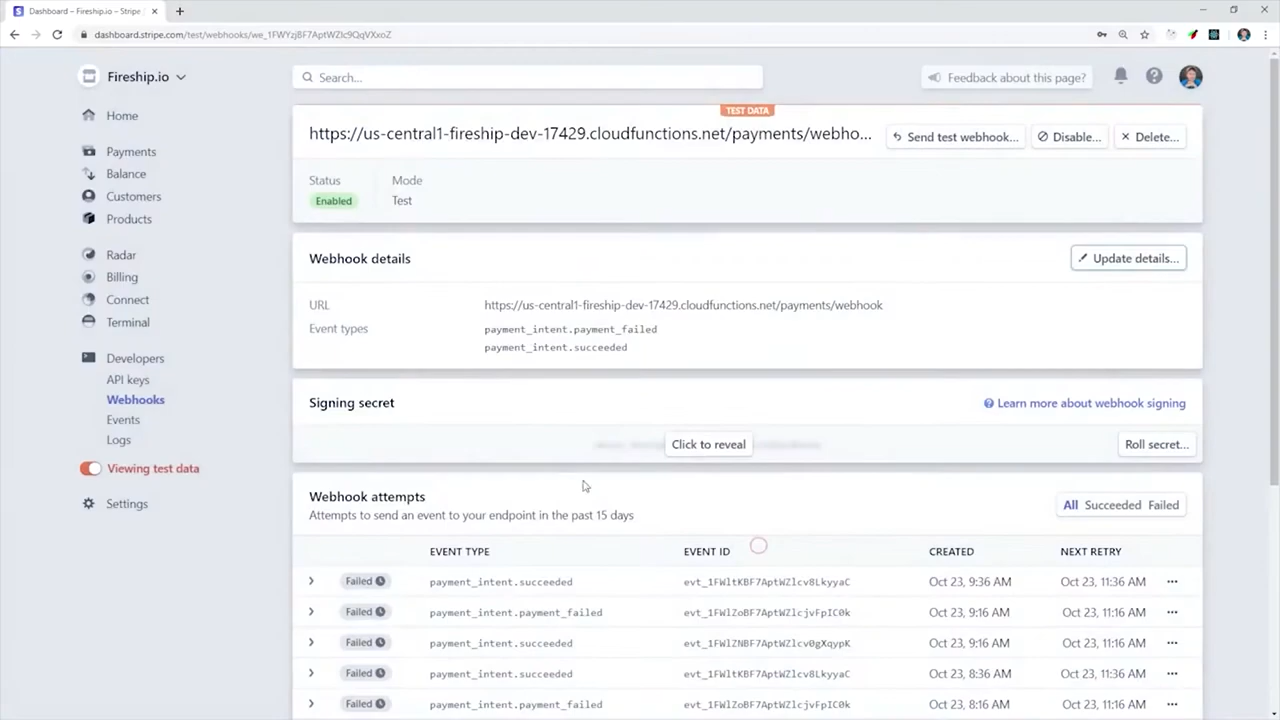 Dashboard – Fireship.io – Stripe
dashboard.stripe.com/test/webhooks/we_1FWYzjBF7AptWZlc9QqVXxoZ
Fireship.io
Search...
Feedback about this page?
Home
Payments
Balance
Customers
Products
Radar
Billing
Connect
Terminal
Developers
API keys
Webhooks
Events
Logs
Viewing test data
Settings
TEST DATA
https://us-central1-fireship-dev-17429.cloudfunctions.net/payments/webho...
Send test webhook...
Disable...
Delete...
Status Mode
Enabled Test
Webhook details
Update details...
URL https://us-central1-fireship-dev-17429.cloudfunctions.net/payments/webhook
Event types payment_intent.payment_failed
payment_intent.succeeded
Signing secret
Learn more about webhook signing
Click to reveal
Roll secret...
Webhook attempts
Attempts to send an event to your endpoint in the past 15 days
All Succeeded Failed
EVENT TYPE EVENT ID CREATED NEXT RETRY
Failed payment_intent.succeeded evt_1FWltKBF7AptWZlcv8LkyyaC Oct 23, 9:36 AM Oct 23, 11:36 AM
Failed payment_intent.payment_failed evt_1FWlZoBF7AptWZlcjvFpIC0k Oct 23, 9:16 AM Oct 23, 11:16 AM
Failed payment_intent.succeeded evt_1FWlZNBF7AptWZlcv0gXqypK Oct 23, 9:16 AM Oct 23, 11:16 AM
Failed payment_intent.succeeded evt_1FWltKBF7AptWZlcv8LkyyaC Oct 23, 8:36 AM Oct 23, 11:36 AM
Failed payment_intent.payment_failed evt_1FWlZoBF7AptWZlcjvFpIC0k Oct 23, 8:16 AM Oct 23, 11:16 AM